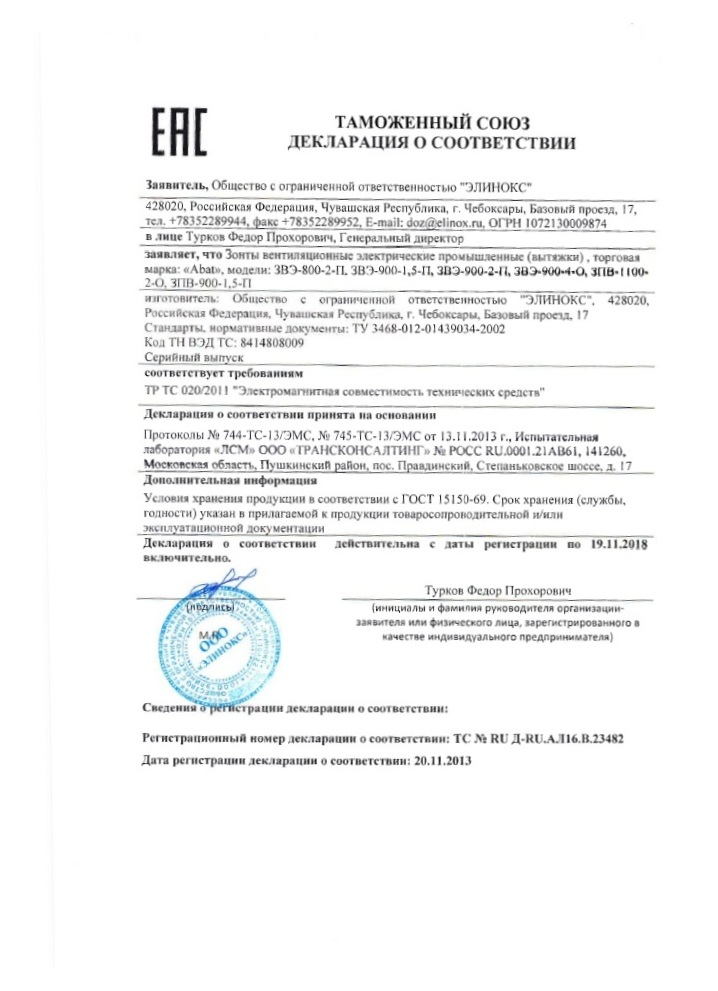 ЕАС
ТАМОЖЕННЫЙ СОЮЗ
ДЕКЛАРАЦИЯ О СООТВЕТСТВИИ
Заявитель, Общество с ограниченной ответственностью "ЭЛИНОКС"
428020, Российская Федерация, Чувашская Республика, г. Чебоксары, Базовый проезд, 17,
тел. +78352289944, факс +78352289952, E-mail: doz@elinox.ru, ОГРН 1072130009874
в лице Турков Федор Прохорович, Генеральный директор
заявляет, что Зонты вентиляционные электрические промышленные (вытяжки) , торговая
марка: «Abat», модели: ЗВЭ-800-2-П, ЗВЭ-900-1,5-П, ЗВЭ-900-2-П, ЗВЭ-900-4-О, ЗПВ-1100-
2-О, ЗПВ-900-1,5-П
изготовитель: Общество с ограниченной ответственностью "ЭЛИНОКС", 428020,
Российская Федерация, Чувашская Республика, г. Чебоксары, Базовый проезд, 17
Стандарты, нормативные документы: ТУ 3468-012-01439034-2002
Код ТН ВЭД ТС: 8414808009
Серийный выпуск
соответствует требованиям
ТР ТС 020/2011 "Электромагнитная совместимость технических средств"
Декларация о соответствии принята на основании
Протоколы № 744-ТС-13/ЭМС, № 745-ТС-13/ЭМС от 13.11.2013 г., Испытательная
лаборатория «ЛСМ» ООО «ТРАНСКОНСАЛТИНГ» № РОСС RU.0001.21АВ61, 141260,
Московская область, Пушкинский район, пос. Правдинский, Степаньковское шоссе, д. 17
Дополнительная информация
Условия хранения продукции в соответствии с ГОСТ 15150-69. Срок хранения (службы,
годности) указан в прилагаемой к продукции товаросопроводительной и/или
эксплуатационной документации
Декларация о соответствии действительна с даты регистрации по 19.11.2018
включительно.
Турков Федор Прохорович
(подпись)
(инициалы и фамилия руководителя организации-
заявителя или физического лица, зарегистрированного в
качестве индивидуального предпринимателя)
М.П.
ООО
«ЭЛИНОКС»
Сведения о регистрации декларации о соответствии:
Регистрационный номер декларации о соответствии: ТС № RU Д-RU.АЛ16.В.23482
Дата регистрации декларации о соответствии: 20.11.2013